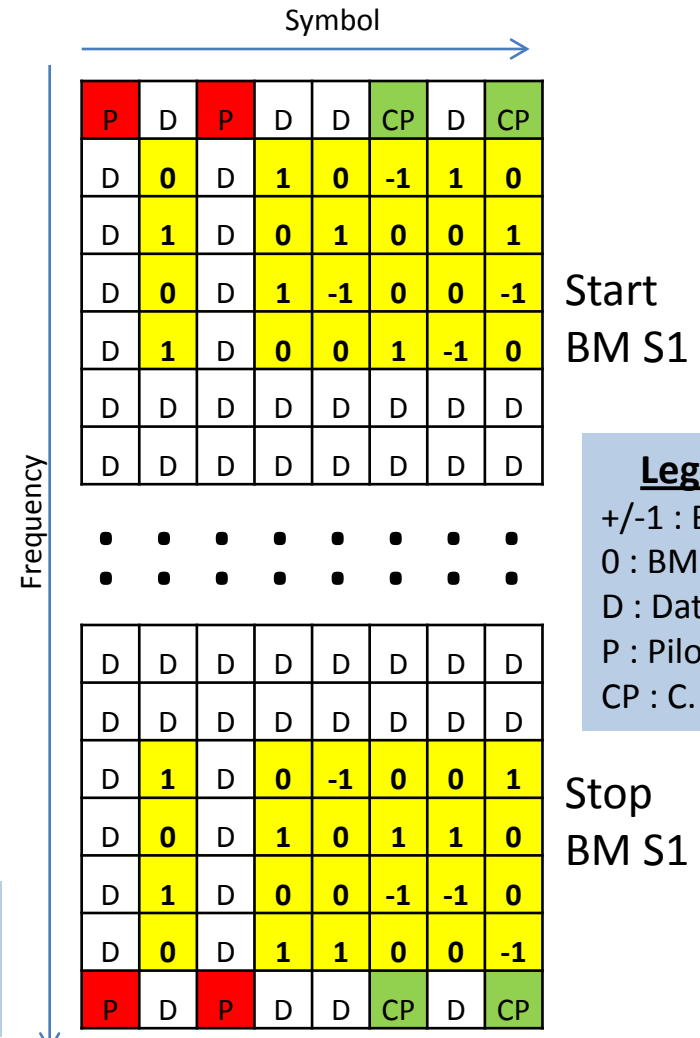 Symbol
Frequency
P D P D D CP D CP
D 0 D 1 0 -1 1 0
D 1 D 0 1 0 0 1
D 0 D 1 -1 0 0 -1
D 1 D 0 0 1 -1 0
D D D D D D D D
D D D D D D D D
Start
BM S1
+/-1 :
0 : BM
D :
P :
CP : C.
D D D D D D D D
D D D D D D D D
D 1 D 0 -1 0 0 1
D 0 D 1 0 1 1 0
D 1 D 0 0 -1 -1 0
D 0 D 1 1 0 0 -1
P D P D D CP D CP
Stop
BM S1